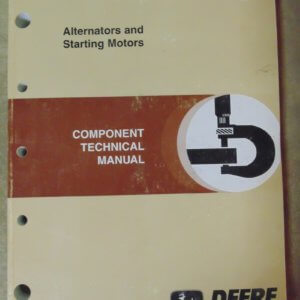 Alternators and
Starting Motors
COMPONENT
TECHNICAL
MANUAL
DEERE